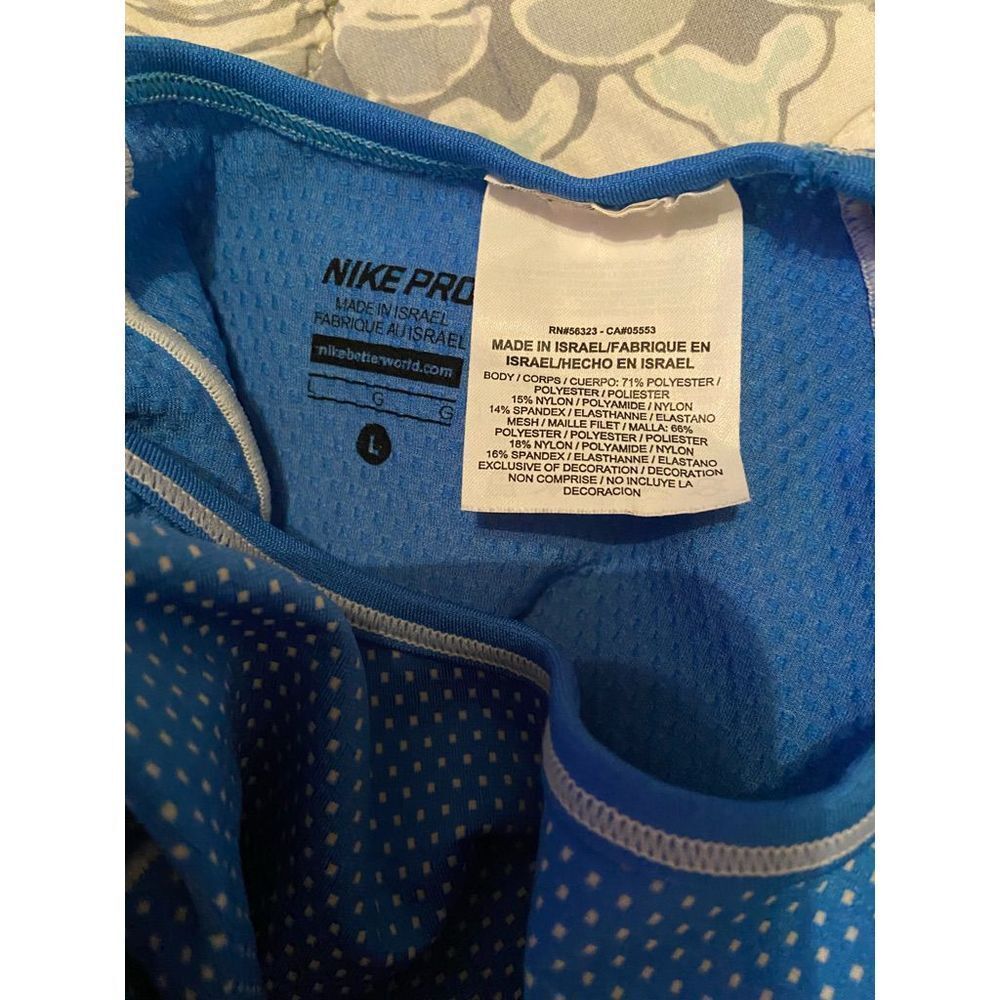 NIKE PRO
MADE IN ISRAEL
FABRIQUE AU ISRAEL
nikebetterworld.com
L G G
L
RN#56323 - CA#05553
MADE IN ISRAEL/FABRIQUE EN
ISRAEL/HECHO EN ISRAEL
BODY / CORPS / CUERPO: 71% POLYESTER /
POLYESTER / POLIESTER
15% NYLON / POLYAMIDE / NYLON
14% SPANDEX / ELASTHANNE / ELASTANO
MESH / MAILLE FILET / MALLA: 66%
POLYESTER / POLYESTER / POLIESTER
18% NYLON / POLYAMIDE / NYLON
16% SPANDEX / ELASTHANNE / ELASTANO
EXCLUSIVE OF DECORATION / DECORATION
NON COMPRISE / NO INCLUYE LA
DECORACION